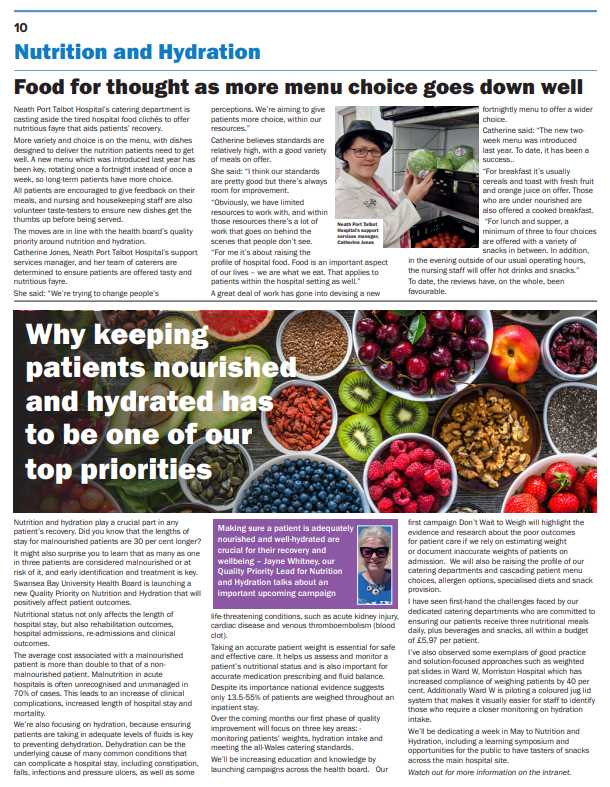 10
Nutrition and Hydration
Food for thought as more menu choice goes down well
Neath Port Talbot Hospital's catering department is
casting aside the tired hospital food clichés to offer
nutritious fayre that aids patients' recovery.
More variety and choice is on the menu, with dishes
designed to deliver the nutrition patients need to get
well. A new menu which was introduced last year has
been key, rotating once a fortnight instead of once a
week, so long-term patients have more choice.
All patients are encouraged to give feedback on their
meals, and nursing and housekeeping staff are also
volunteer taste-testers to ensure new dishes get the
thumbs up before being served.
The moves are in line with the health board's quality
priority around nutrition and hydration.
Catherine Jones, Neath Port Talbot Hospital's support
services manager, and her team of caterers are
determined to ensure patients are offered tasty and
nutritious fayre.
She said: "We're trying to change people's
perceptions. We're aiming to give
patients more choice, within our
resources."
Catherine believes standards are
relatively high, with a good variety
of meals on offer.
She said: "I think our standards
are pretty good but there's always
room for improvement.
"Obviously, we have limited
resources to work with, and within
those resources there's a lot of
work that goes on behind the
scenes that people don't see.
"For me it's about raising the
profile of hospital food. Food is an important aspect
of our lives – we are what we eat. That applies to
patients within the hospital setting as well."
A great deal of work has gone into devising a new
Neath Port Talbot
Hospital's support
services manager,
Catherine Jones
fortnightly menu to offer a wider
choice.
Catherine said: "The new two-
week menu was introduced
last year. To date, it has been a
success..
"For breakfast it's usually
cereals and toast with fresh fruit
and orange juice on offer. Those
who are under nourished are
also offered a cooked breakfast.
"For lunch and supper, a
minimum of three to four choices
are offered with a variety of
snacks in between. In addition,
in the evening outside of our usual operating hours,
the nursing staff will offer hot drinks and snacks."
To date, the reviews have, on the whole, been
favourable.
Why keeping
patients nourished
and hydrated has
to be one of our
top priorities
Nutrition and hydration play a crucial part in any
patient's recovery. Did you know that the lengths of
stay for malnourished patients are 30 per cent longer?
It might also surprise you to learn that as many as one
in three patients are considered malnourished or at
risk of it, and early identification and treatment is key.
Swansea Bay University Health Board is launching a
new Quality Priority on Nutrition and Hydration that will
positively affect patient outcomes.
Nutritional status not only affects the length of
hospital stay, but also rehabilitation outcomes,
hospital admissions, re-admissions and clinical
outcomes.
The average cost associated with a malnourished
patient is more than double to that of a non-
malnourished patient. Malnutrition in acute
hospitals is often unrecognised and unmanaged in
70% of cases. This leads to an increase of clinical
complications, increased length of hospital stay and
mortality.
We're also focusing on hydration, because ensuring
patients are taking in adequate levels of fluids is key
to preventing dehydration. Dehydration can be the
underlying cause of many common conditions that
can complicate a hospital stay, including constipation,
falls, infections and pressure ulcers, as well as some
Making sure a patient is adequately
nourished and well-hydrated are
crucial for their recovery and
wellbeing – Jayne Whitney, our
Quality Priority Lead for Nutrition
and Hydration talks about an
important upcoming campaign
life-threatening conditions, such as acute kidney injury,
cardiac disease and venous thromboembolism (blood
clot).
Taking an accurate patient weight is essential for safe
and effective care. It helps us assess and monitor a
patient's nutritional status and is also important for
accurate medication prescribing and fluid balance.
Despite its importance national evidence suggests
only 13.5-55% of patients are weighed throughout an
inpatient stay.
Over the coming months our first phase of quality
improvement will focus on three key areas: -
monitoring patients' weights, hydration intake and
meeting the all-Wales catering standards.
We'll be increasing education and knowledge by
launching campaigns across the health board. Our
first campaign Don't Wait to Weigh will highlight the
evidence and research about the poor outcomes
for patient care if we rely on estimating weight
or document inaccurate weights of patients on
admission. We will also be raising the profile of our
catering departments and cascading patient menu
choices, allergen options, specialised diets and snack
provision.
I have seen first-hand the challenges faced by our
dedicated catering departments who are committed to
ensuring our patients receive three nutritional meals
daily, plus beverages and snacks, all within a budget
of £5.97 per patient.
I've also observed some exemplars of good practice
and solution-focused approaches such as weighted
pat slides in Ward W, Morriston Hospital which has
increased compliance of weighing patients by 40 per
cent. Additionally Ward W is piloting a coloured jug lid
system that makes it visually easier for staff to identify
those who require a closer monitoring on hydration
intake.
We'll be dedicating a week in May to Nutrition and
Hydration, including a learning symposium and
opportunities for the public to have tasters of snacks
across the main hospital site.
Watch out for more information on the intranet.